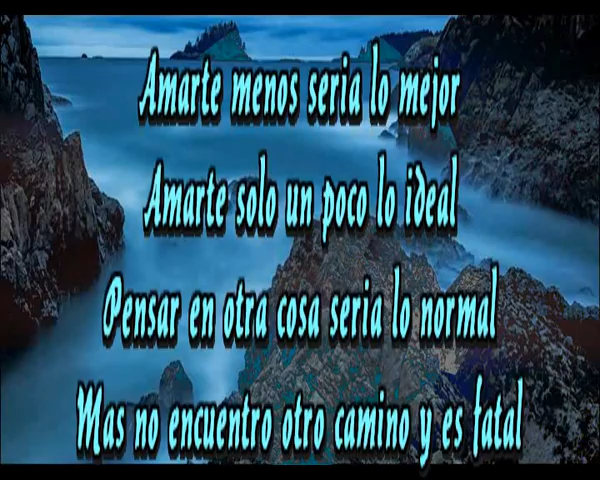 Amarte menos seria lo mejor
Amarte solo un poco lo ideal
Pensar en otra cosa seria lo normal
Mas no encuentro otro camino y es fatal